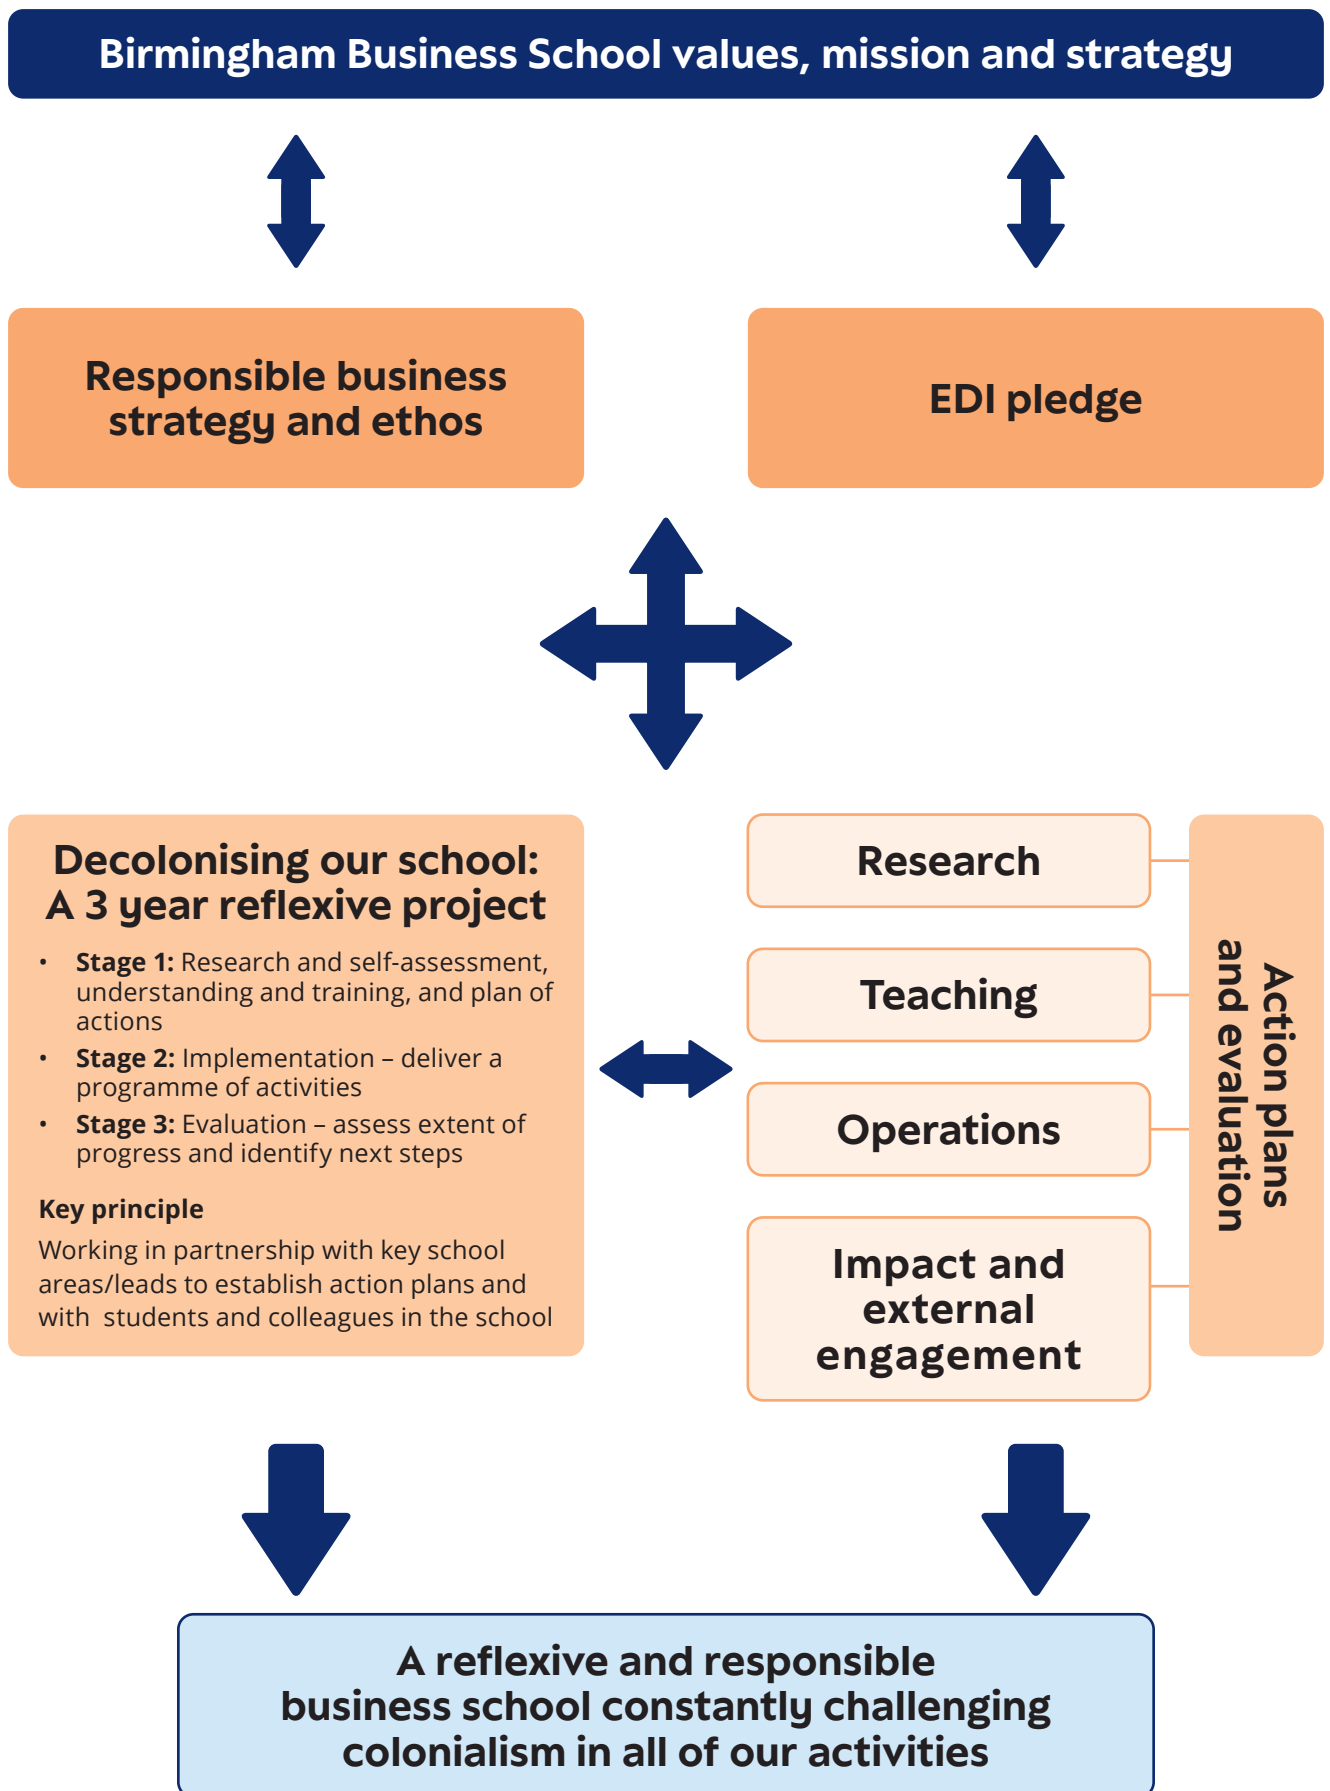 Birmingham Business School values, mission and strategy
Responsible business
strategy and ethos
EDI pledge
Decolonising our school:
A 3 year reflexive project
• Stage 1: Research and self-assessment,
understanding and training, and plan of
actions
• Stage 2: Implementation – deliver a
programme of activities
• Stage 3: Evaluation – assess extent of
progress and identify next steps
Key principle
Working in partnership with key school
areas/leads to establish action plans and
with students and colleagues in the school
Research
Teaching
Operations
Impact and
external
engagement
Action plans
and evaluation
A reflexive and responsible
business school constantly challenging
colonialism in all of our activities